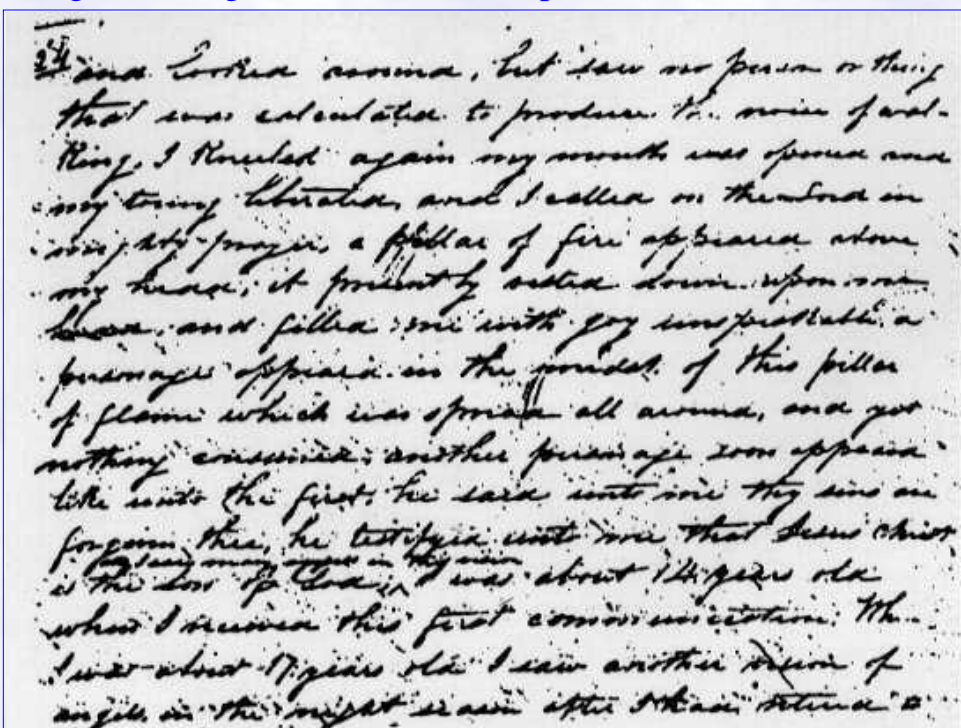 24 and looked around, but saw no person or thing
that was calculated to produce the noise of wal-
king. I kneeled again my mouth was opened and
my toung liberated, and I called on the Lord in
mighty prayer, a pillar of fire appeared above
my head, it presently rested down upon me
head, and filled me with joy unspeakable, a
personage appeard in the midst of this pillar
of flame which was spread all around, and yet
nothing consumed, another personage soon appeard
like unto the first, he said unto me thy sins are
forgiven thee, he testifyed unto me that Jesus Christ
is the son of God; I was about 14 years old
when I received this first communication; Wh
I was about 17 years old I saw another vision of
angels in the night season after I had retired